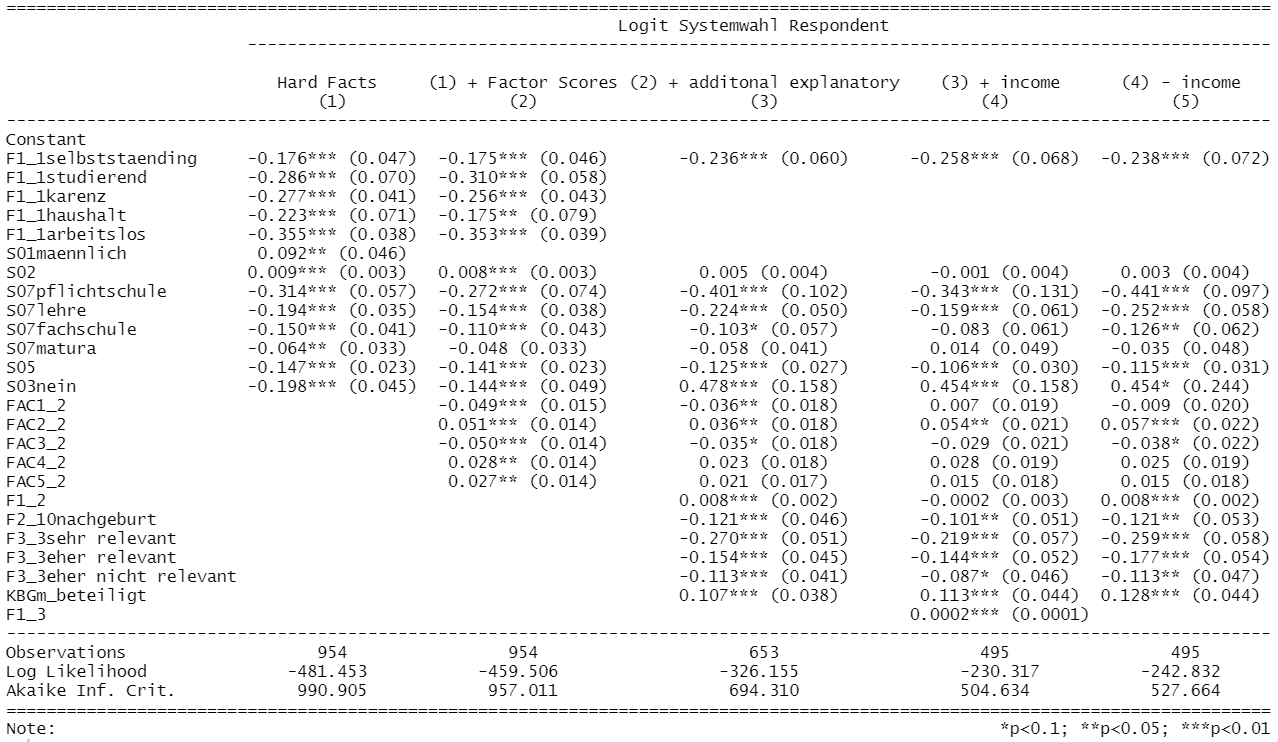 Logit Systemwahl Respondent
Hard Facts (1) + Factor Scores (2) + additonal explanatory (3) + income (4) - income
(1) (2) (3) (4) (5)
Constant
F1_1selbststaending -0.176*** (0.047) -0.175*** (0.046) -0.236*** (0.060) -0.258*** (0.068) -0.238*** (0.072)
F1_1studierend -0.286*** (0.070) -0.310*** (0.058)
F1_1karenz -0.277*** (0.041) -0.256*** (0.043)
F1_1haushalt -0.223*** (0.071) -0.175** (0.079)
F1_1arbeitslos -0.355*** (0.038) -0.353*** (0.039)
S01maennlich 0.092** (0.046)
S02 0.009*** (0.003) 0.008*** (0.003) 0.005 (0.004) -0.001 (0.004) 0.003 (0.004)
S07pflichtschule -0.314*** (0.057) -0.272*** (0.074) -0.401*** (0.102) -0.343*** (0.131) -0.441*** (0.097)
S07lehre -0.194*** (0.035) -0.154*** (0.038) -0.224*** (0.050) -0.159*** (0.061) -0.252*** (0.058)
S07fachschule -0.150*** (0.041) -0.110*** (0.043) -0.103* (0.057) -0.083 (0.061) -0.126** (0.062)
S07matura -0.064** (0.033) -0.048 (0.033) -0.058 (0.041) 0.014 (0.049) -0.035 (0.048)
S05 -0.147*** (0.023) -0.141*** (0.023) -0.125*** (0.027) -0.106*** (0.030) -0.115*** (0.031)
S03nein -0.198*** (0.045) -0.144*** (0.049) 0.478*** (0.158) 0.454*** (0.158) 0.454* (0.244)
FAC1_2 -0.049*** (0.015) -0.036** (0.018) 0.007 (0.019) -0.009 (0.020)
FAC2_2 0.051*** (0.014) 0.036** (0.018) 0.054** (0.021) 0.057*** (0.022)
FAC3_2 -0.050*** (0.014) -0.035* (0.018) -0.029 (0.021) -0.038* (0.022)
FAC4_2 0.028** (0.014) 0.023 (0.018) 0.028 (0.019) 0.025 (0.019)
FAC5_2 0.027** (0.014) 0.021 (0.017) 0.015 (0.018) 0.015 (0.018)
F1_2 0.008*** (0.002) -0.0002 (0.003) 0.008*** (0.002)
F2_10nachgeburt -0.121*** (0.046) -0.101** (0.051) -0.121** (0.053)
F3_3sehr relevant -0.270*** (0.051) -0.219*** (0.057) -0.259*** (0.058)
F3_3eher relevant -0.154*** (0.045) -0.144*** (0.052) -0.177*** (0.054)
F3_3eher nicht relevant -0.113*** (0.041) -0.087* (0.046) -0.113** (0.047)
KBGm_beteiligt 0.107*** (0.038) 0.113*** (0.044) 0.128*** (0.044)
F1_3 0.0002*** (0.0001)
Observations 954 954 653 495 495
Log Likelihood -481.453 -459.506 -326.155 -230.317 -242.832
Akaike Inf. Crit. 990.905 957.011 694.310 504.634 527.664
Note: *p<0.1; **p<0.05; ***p<0.01